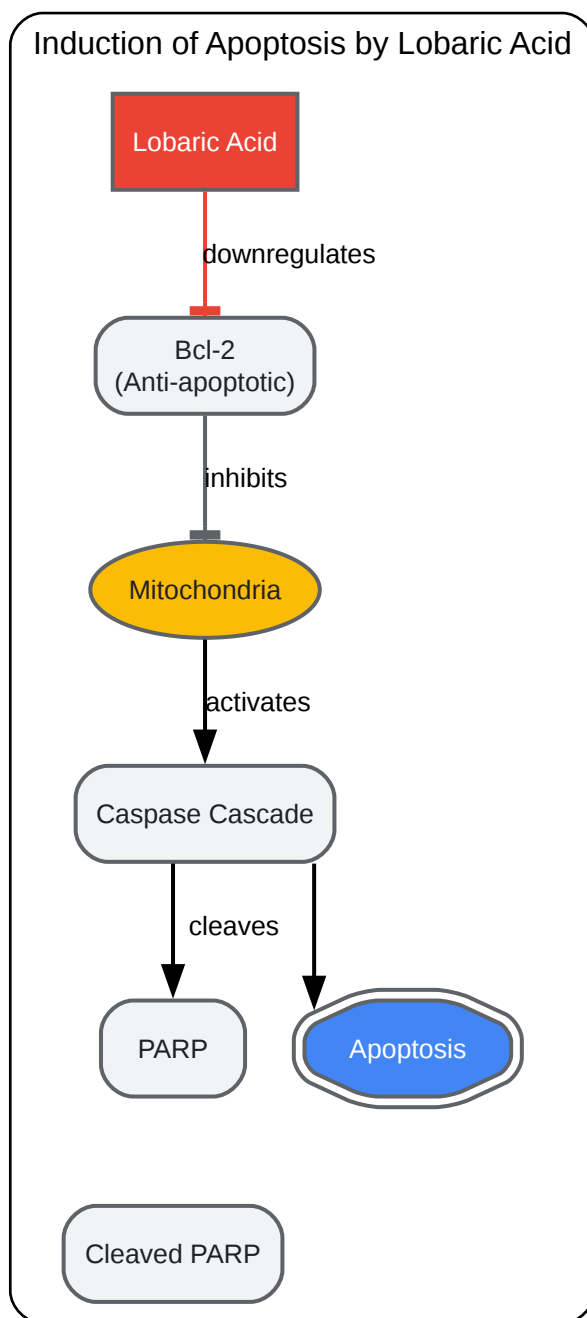 Induction of Apoptosis by Lobaric Acid
Lobaric Acid
downregulates
Bcl-2
(Anti-apoptotic)
inhibits
Mitochondria
activates
Caspase Cascade
cleaves
PARP
Apoptosis
Cleaved PARP